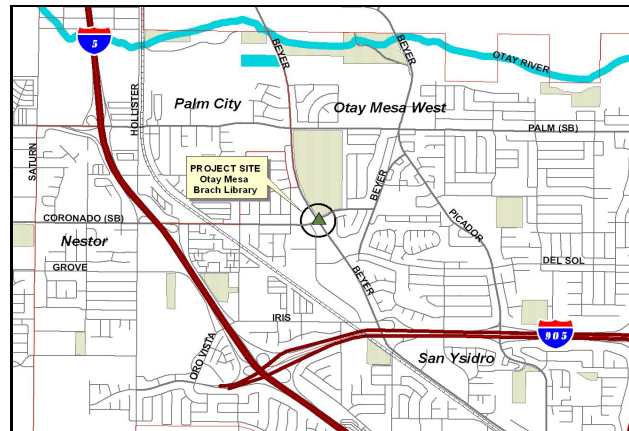 5
BEYER
BEYER
OTAY RIVER
HOLLISTER
Palm City
Otay Mesa West
PALM (SB)
SATURN
PROJECT SITE
Otay Mesa
Brach Library
BEYER
PICADOR
CORONADO (SB)
Nestor
GROVE
DEL SOL
BEYER
IRIS
905
ORO VISTA
San Ysidro